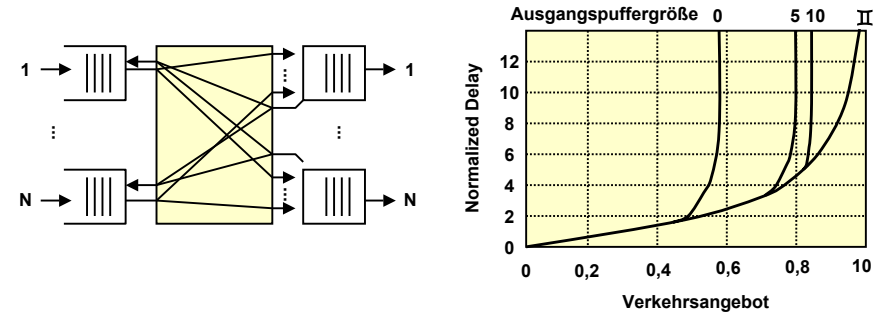 1
1
⋮
⋮
⋮
⋮
N
N
Ausgangspuffergröße 0 5 10 ♊
Normalized Delay
12
10
8
6
4
2
0
0 0,2 0,4 0,6 0,8 10
Verkehrsangebot